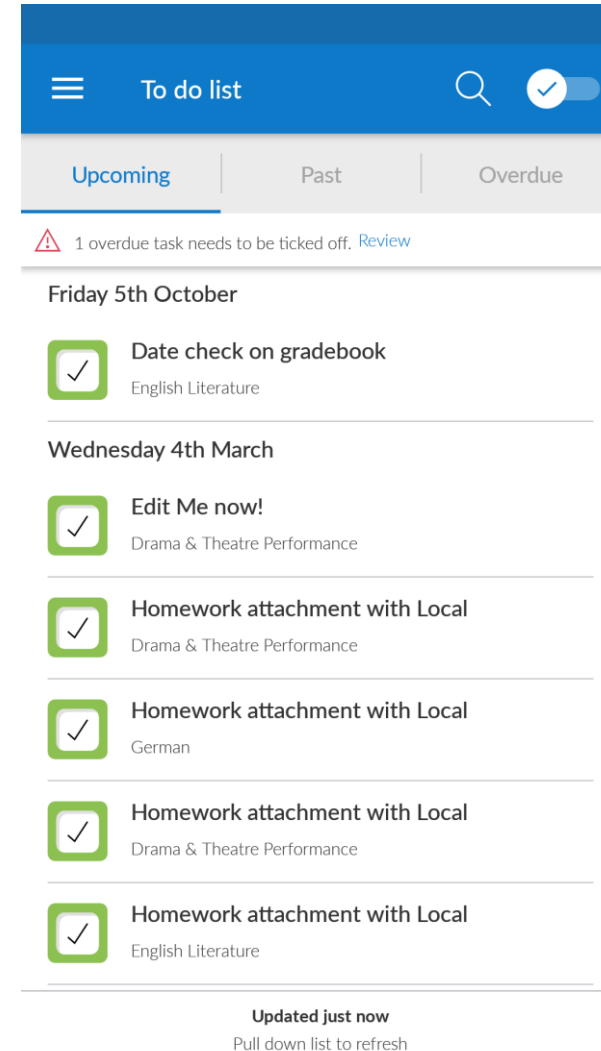 To do list
Upcoming Past Overdue
1 overdue task needs to be ticked off. Review
Friday 5th October
Date check on gradebook
English Literature
Wednesday 4th March
Edit Me now!
Drama & Theatre Performance
Homework attachment with Local
Drama & Theatre Performance
Homework attachment with Local
German
Homework attachment with Local
Drama & Theatre Performance
Homework attachment with Local
English Literature
Updated just now
Pull down list to refresh